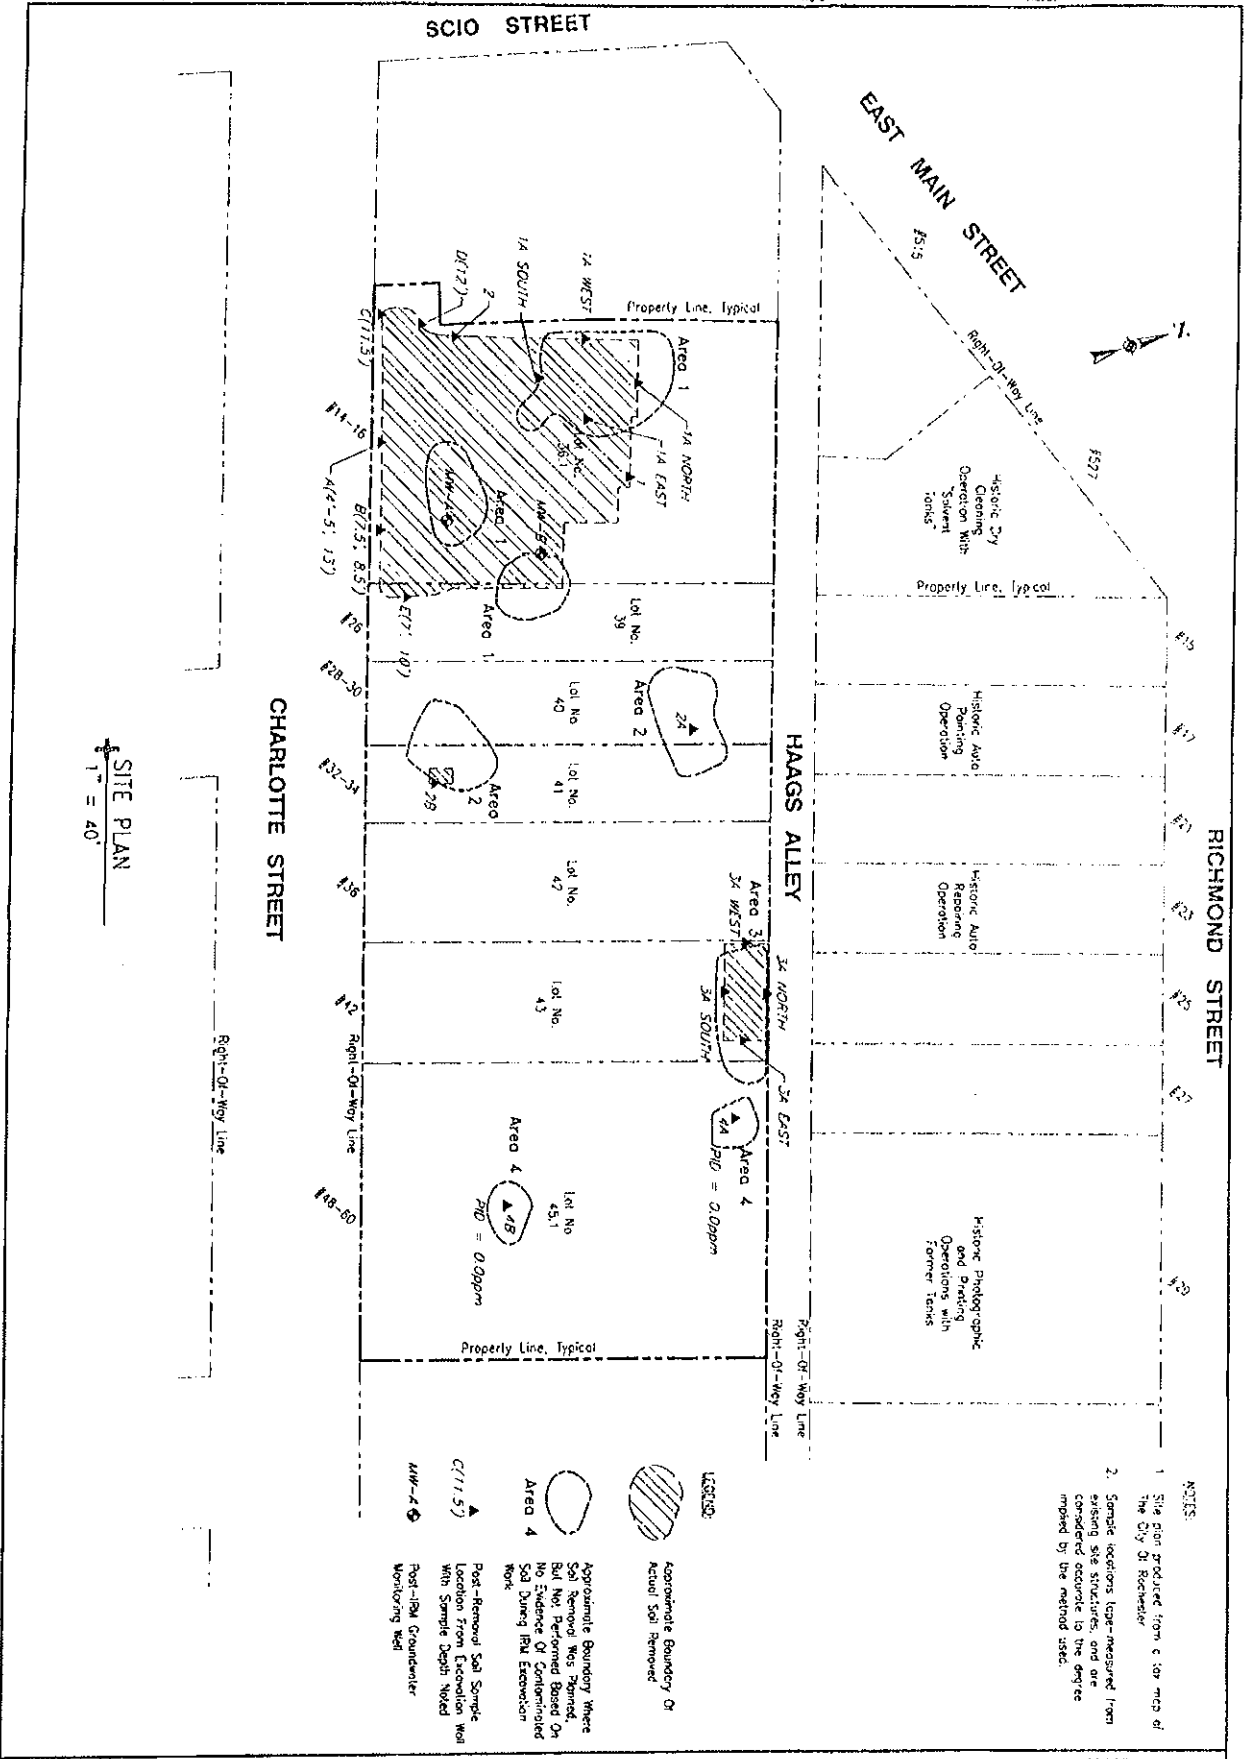 SCIO STREET
EAST MAIN STREET
RICHMOND STREET
HAAGS ALLEY
CHARLOTTE STREET
#515
#527
Right-Of-Way Line
Historic Dry
Cleaning
Operation With
"Solvent
Tanks"
Property Line, Typical
#15
#17
#21
#23
#25
#27
#29
Historic Auto
Painting
Operation
Historic Auto
Repairing
Operation
Historic Photographic
and Printing
Operations with
Former Tanks
Right-Of-Way Line
Right-Of-Way Line
Property Line, Typical
1A WEST
1A SOUTH
2
D(12')
C(11.5')
Area 1
1A NORTH
1A EAST
1
Lot No.
MW-B
MW-A
Area 1
Area 1
#14-16
A(4'-5', 13')
B(7.5', 8.5')
E(7', 10')
#26
#28-30
#32-34
#36
#42
#48-60
Lot No.
39
Lot No
40
Lot No.
41
Lot No.
42
Lot No.
43
Lot No
45.1
Area 2
2A
Area
2
2B
Area 3
3A WEST
3A NORTH
3A SOUTH
3A EAST
Area 4
4A
PID = 0.0ppm
Area 4
4B
PID = 0.0ppm
Property Line, Typical
Right-Of-Way Line
Right-Of-Way Line
SITE PLAN
1" = 40'
NOTES:
1 Site plan produced from a tax map of
The City Of Rochester
2. Sample locations tape-measured from
existing site structures, and are
considered accurate to the degree
implied by the method used.
LEGEND:
Approximate Boundary Of
Actual Soil Removed
Area 4
Approximate Boundary Where
Soil Removal Was Planned,
But Not Performed Based On
No Evidence Of Contaminated
Soil During IRM Excavation
Work
C(11.5')
Post-Removal Soil Sample
Location From Excavation Wall
With Sample Depth Noted
MW-A
Post-IRM Groundwater
Monitoring Well